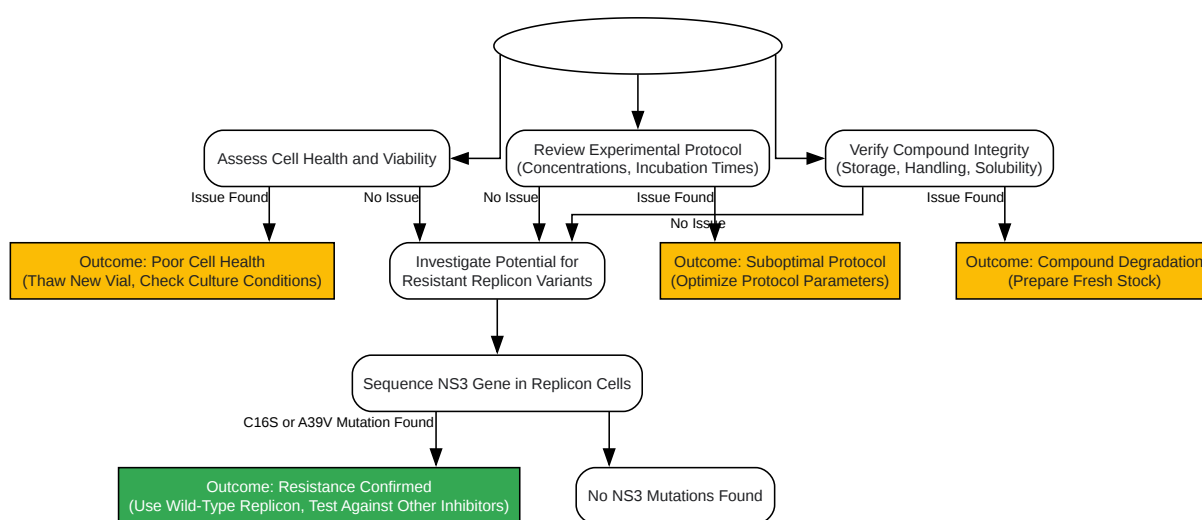 Assess Cell Health and Viability
Review Experimental Protocol
(Concentrations, Incubation Times)
Verify Compound Integrity
(Storage, Handling, Solubility)
Issue Found
No Issue
No Issue
Issue Found
No Issue
Issue Found
Outcome: Poor Cell Health
(Thaw New Vial, Check Culture Conditions)
Investigate Potential for
Resistant Replicon Variants
Outcome: Suboptimal Protocol
(Optimize Protocol Parameters)
Outcome: Compound Degradation
(Prepare Fresh Stock)
Sequence NS3 Gene in Replicon Cells
C16S or A39V Mutation Found
Outcome: Resistance Confirmed
(Use Wild-Type Replicon, Test Against Other Inhibitors)
No NS3 Mutations Found